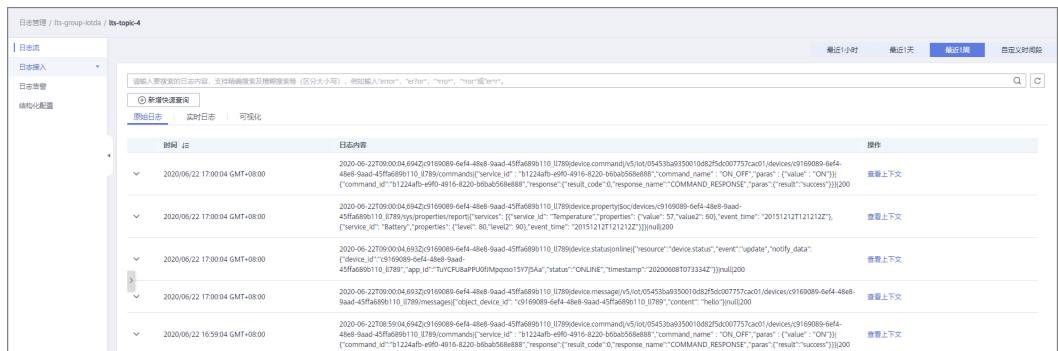 日志管理 / lts-group-iotda / lts-topic-4
日志流
日志接入
日志告警
结构化配置
最近1小时 最近1天 最近1周 自定义时间段
请输入要搜索的日志内容，支持精确搜索及模糊搜索等（区分大小写），例如输入"error"、"er?or"、"*rro*"、"*ror"或"er*r"。
新增快速查询
原始日志 实时日志 可视化
时间 日志内容 操作
2020-06-22T09:00:04,694Z|c9169089-6ef4-48e8-9aad-45ffa689b110_ll789|device.command|/v5/iot/05453ba9350010d82f5dc007757cac01/devices/c9169089-6ef4-
2020/06/22 17:00:04 GMT+08:00 48e8-9aad-45ffa689b110_ll789/commands|{"service_id" : "b1224afb-e9f0-4916-8220-b6bab568e888","command_name" : "ON_OFF","paras" : {"value" : "ON"}}| 查看上下文
{"command_id":"b1224afb-e9f0-4916-8220-b6bab568e888","response":{"result_code":0,"response_name":"COMMAND_RESPONSE","paras":{"result":"success"}}}|200
2020-06-22T09:00:04,694Z|c9169089-6ef4-48e8-9aad-45ffa689b110_ll789|device.property|$oc/devices/c9169089-6ef4-48e8-9aad-
2020/06/22 17:00:04 GMT+08:00 45ffa689b110_ll789/sys/properties/report|{"services": [{"service_id": "Temperature","properties": {"value": 57,"value2": 60},"event_time": "20151212T121212Z"}, 查看上下文
{"service_id": "Battery","properties": {"level": 80,"level2": 90},"event_time": "20151212T121212Z"}]}|null|200
2020-06-22T09:00:04,693Z|c9169089-6ef4-48e8-9aad-45ffa689b110_ll789|device.status|online|{"resource":"device.status","event":"update","notify_data":
2020/06/22 17:00:04 GMT+08:00 {"device_id":"c9169089-6ef4-48e8-9aad- 查看上下文
45ffa689b110_ll789","app_id":"TuYCFU8aPPU0fJMpqxso15Y7J5Aa","status":"ONLINE","timestamp":"20200608T073334Z"}}|null|200
2020-06-22T09:00:04,693Z|c9169089-6ef4-48e8-9aad-45ffa689b110_ll789|device.message|/v5/iot/05453ba9350010d82f5dc007757cac01/devices/c9169089-6ef4-48e8-
2020/06/22 17:00:04 GMT+08:00 9aad-45ffa689b110_ll789/messages|{"object_device_id": "c9169089-6ef4-48e8-9aad-45ffa689b110_ll789","content": "hello"}|null|200 查看上下文
2020-06-22T08:59:04,694Z|c9169089-6ef4-48e8-9aad-45ffa689b110_ll789|device.command|/v5/iot/05453ba9350010d82f5dc007757cac01/devices/c9169089-6ef4-
2020/06/22 16:59:04 GMT+08:00 48e8-9aad-45ffa689b110_ll789/commands|{"service_id" : "b1224afb-e9f0-4916-8220-b6bab568e888","command_name" : "ON_OFF","paras" : {"value" : "ON"}}| 查看上下文
{"command_id":"b1224afb-e9f0-4916-8220-b6bab568e888","response":{"result_code":0,"response_name":"COMMAND_RESPONSE","paras":{"result":"success"}}}|200